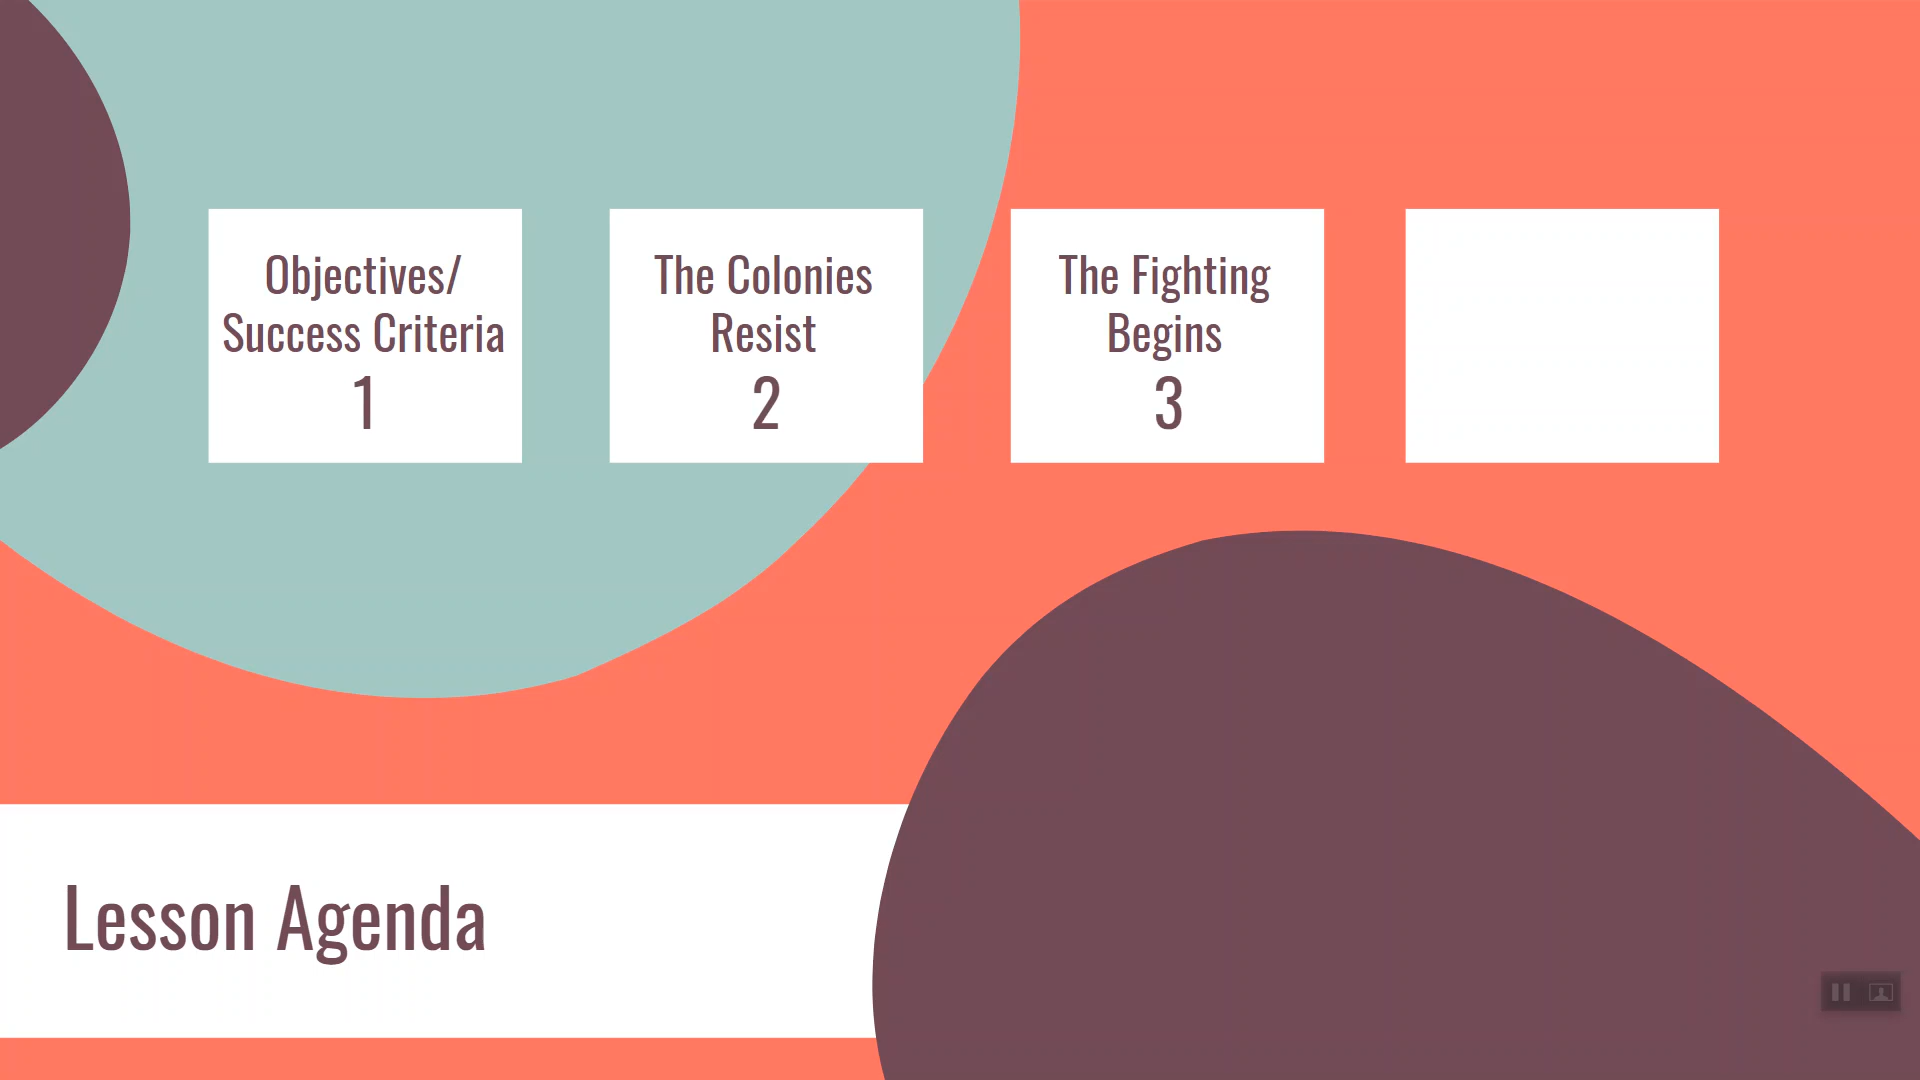 Objectives/
Success Criteria
1
The Colonies
Resist
2
The Fighting
Begins
3
Lesson Agenda